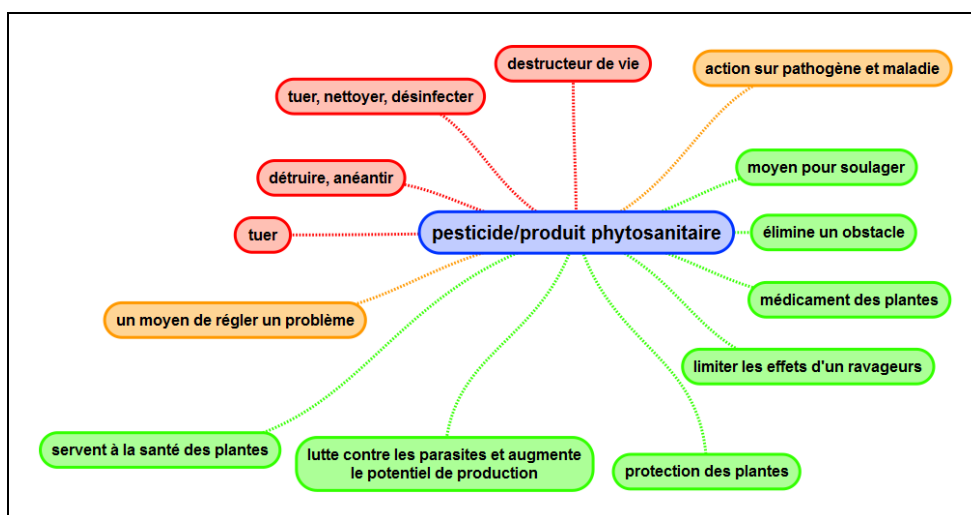 destructeur de vie
action sur pathogène et maladie
tuer, nettoyer, désinfecter
moyen pour soulager
détruire, anéantir
pesticide/produit phytosanitaire
élimine un obstacle
tuer
médicament des plantes
un moyen de régler un problème
limiter les effets d'un ravageurs
servent à la santé des plantes
lutte contre les parasites et augmente
le potentiel de production
protection des plantes